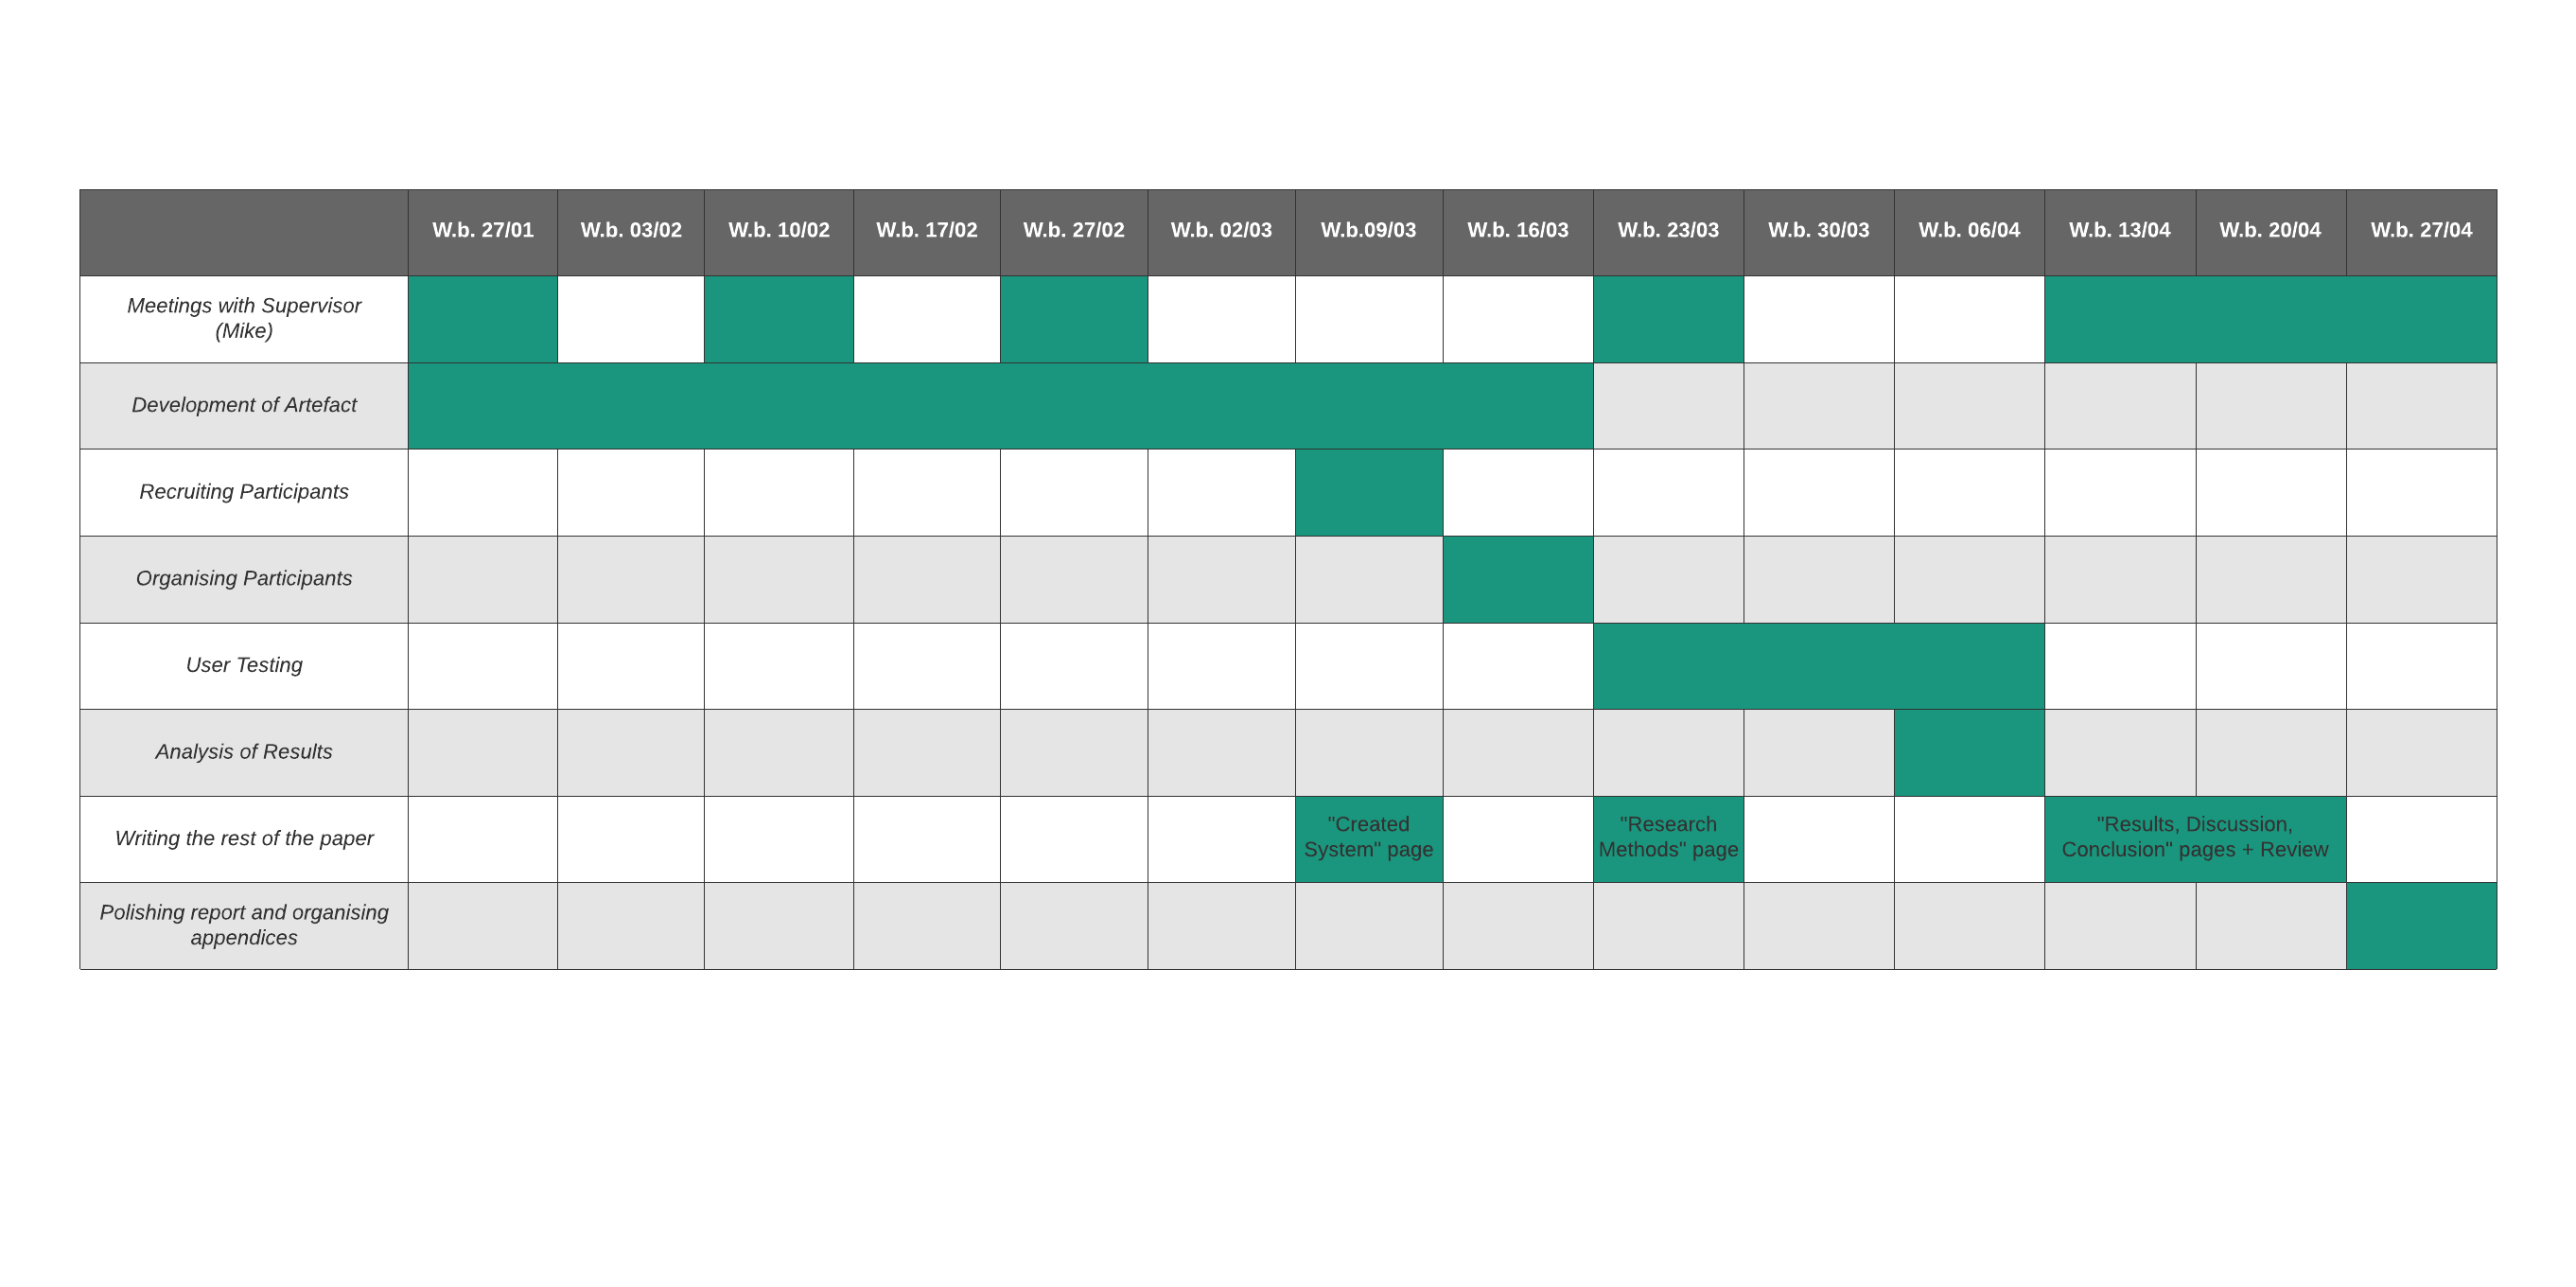 W.b. 27/01 W.b. 03/02 W.b. 10/02 W.b. 17/02 W.b. 27/02 W.b. 02/03 W.b.09/03 W.b. 16/03 W.b. 23/03 W.b. 30/03 W.b. 06/04 W.b. 13/04 W.b. 20/04 W.b. 27/04
Meetings with Supervisor
(Mike)
Development of Artefact
Recruiting Participants
Organising Participants
User Testing
Analysis of Results
Writing the rest of the paper
"Created
System" page
"Research
Methods" page
"Results, Discussion,
Conclusion" pages + Review
Polishing report and organising
appendices